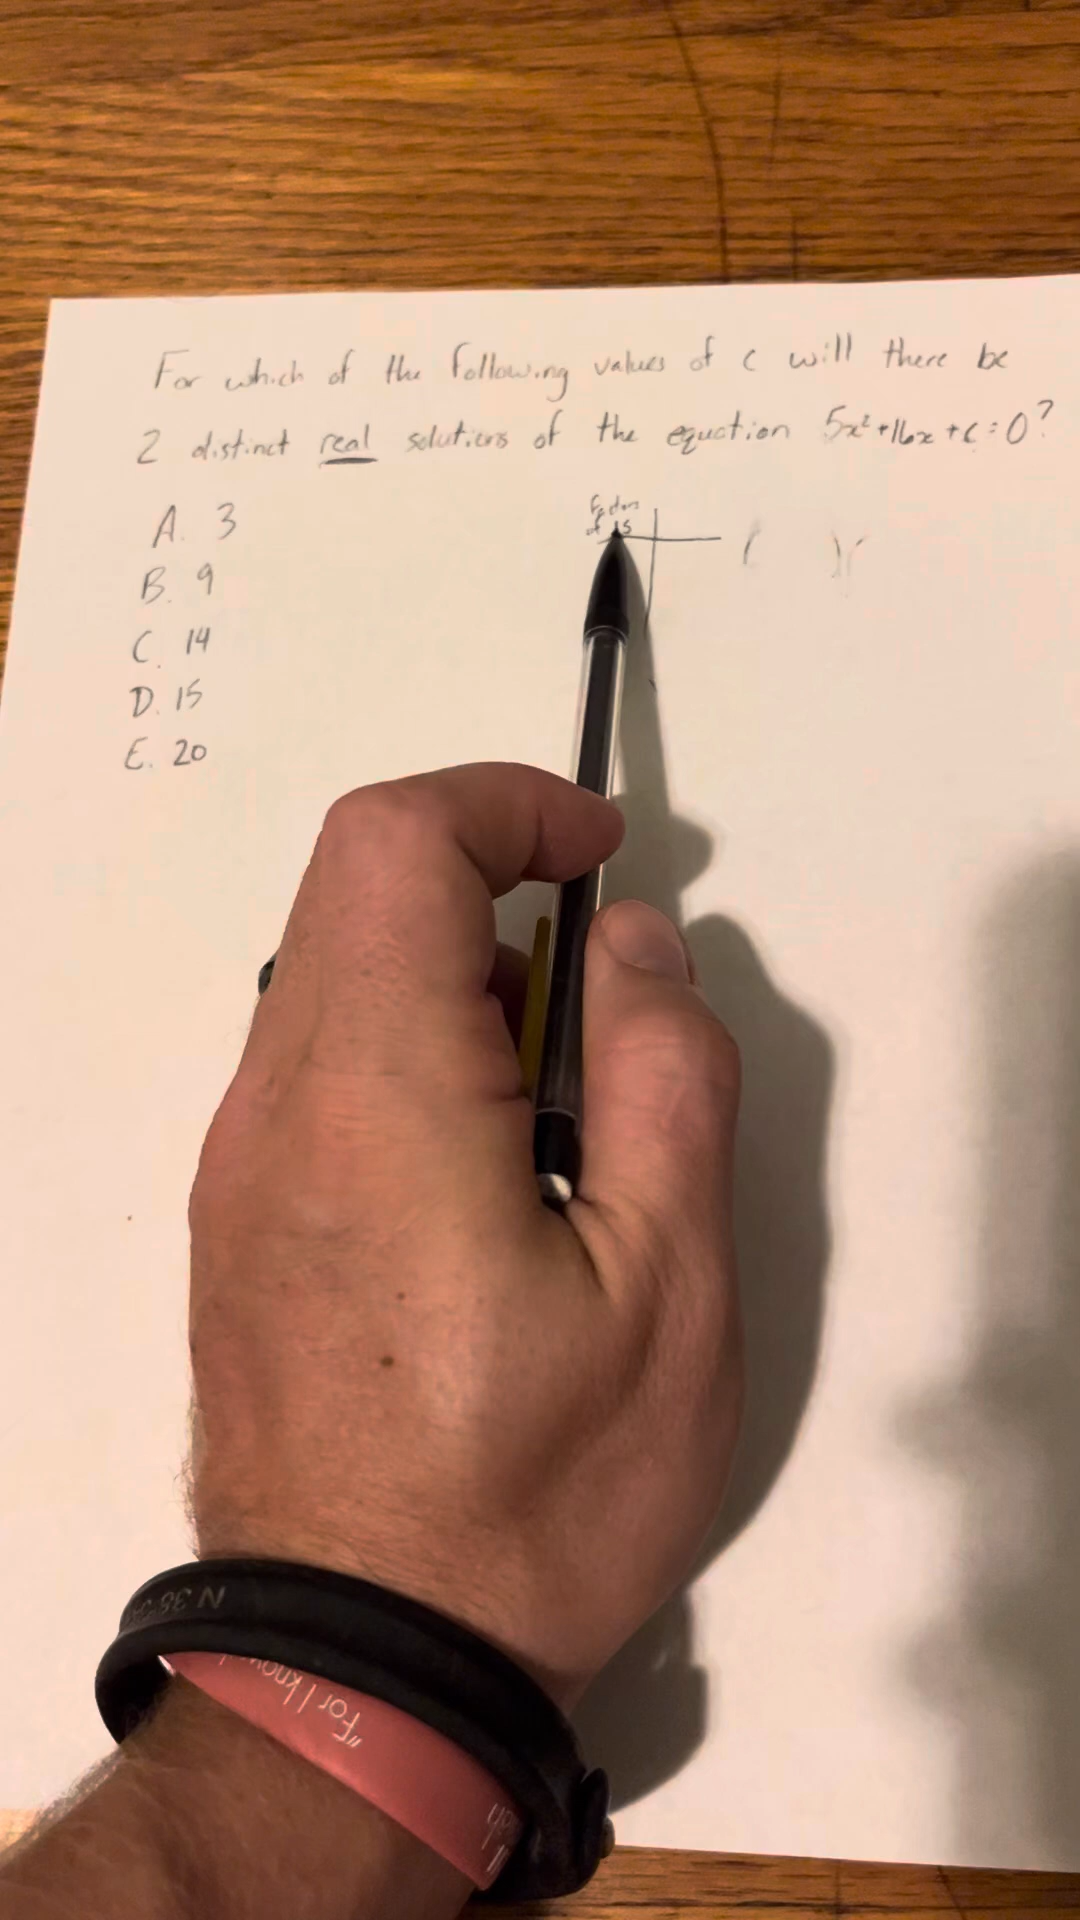 For which of the following values of c will there be
2 distinct real solutions of the equation 5x²+16x+c=0?
A. 3
B. 9
C. 14
D. 15
E. 20
Factors
of 15
( )(
N 38
"For I know